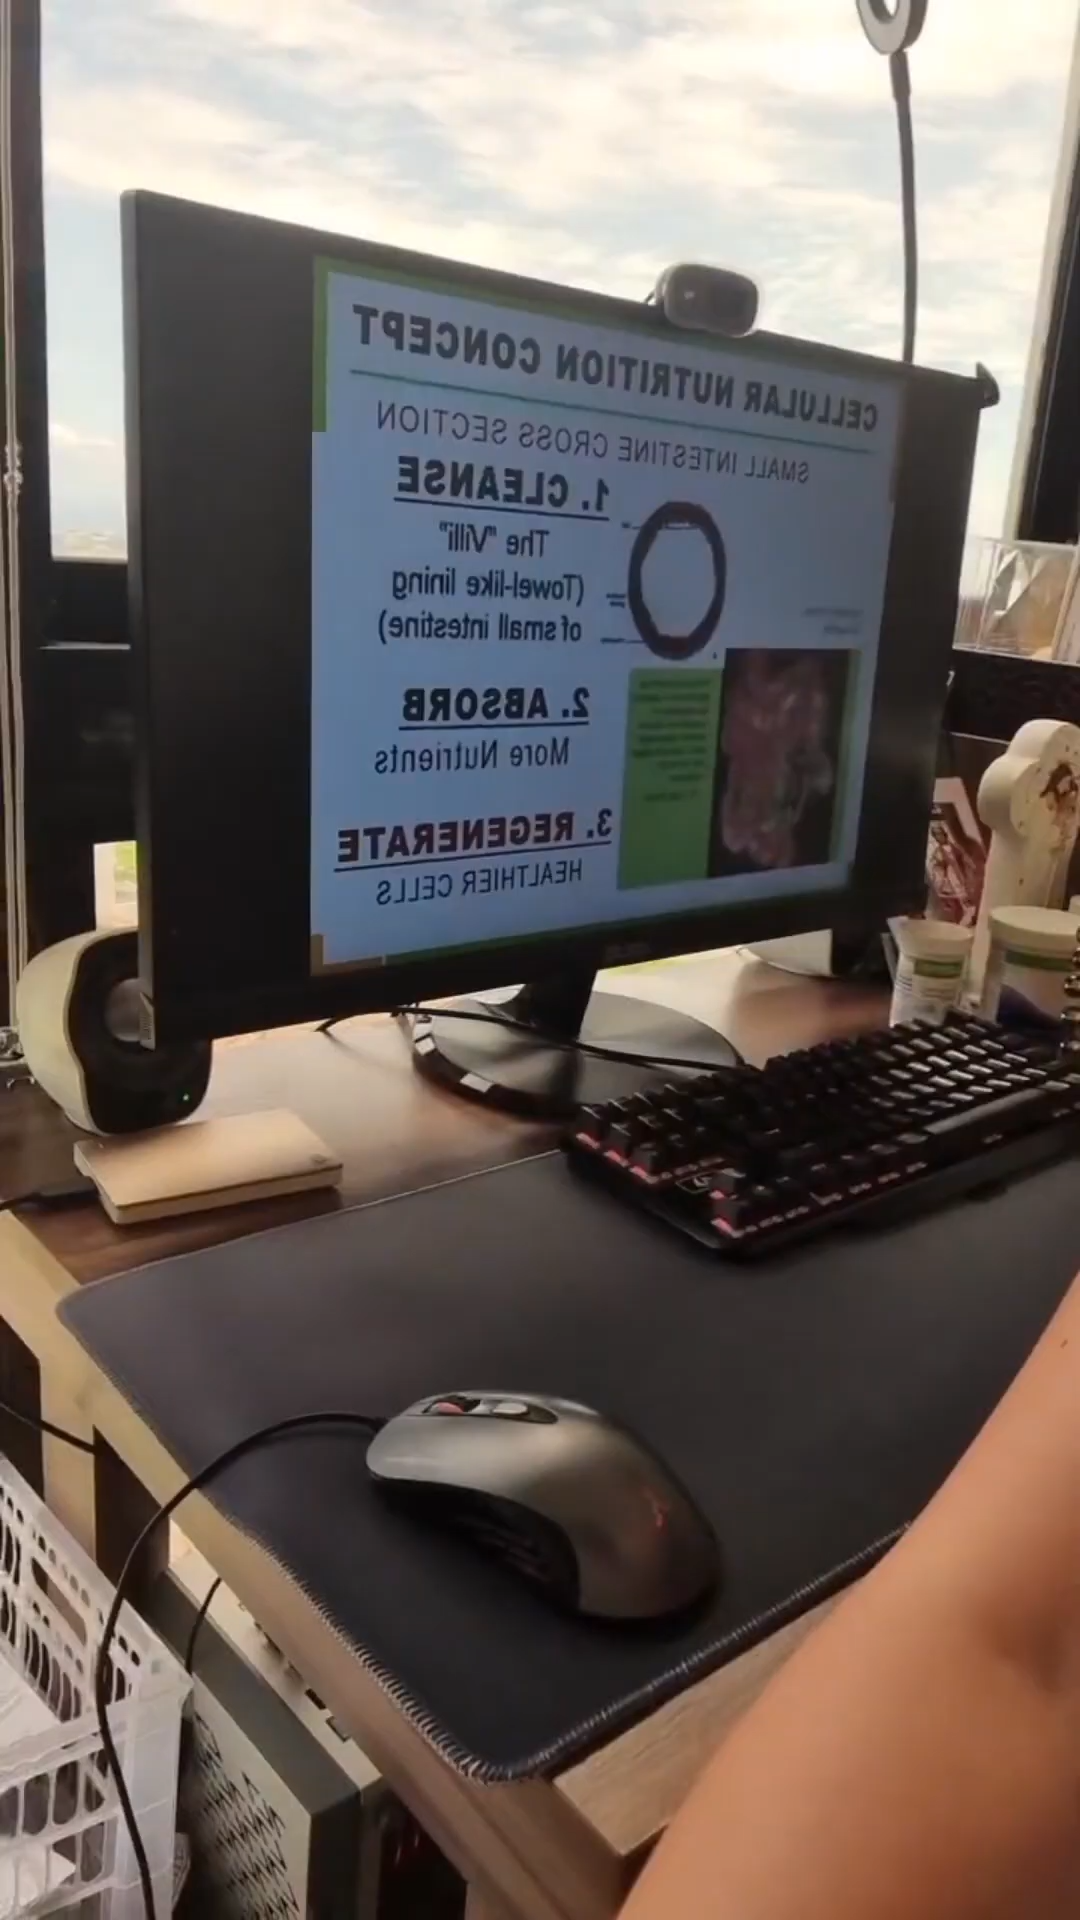 CELLULAR NUTRITION CONCEPT
SMALL INTESTINE CROSS SECTION
1. CLEANSE
The "Villi"
(Towel-like lining
of small intestine)
2. ABSORB
More Nutrients
3. REGENERATE
HEALTHIER CELLS